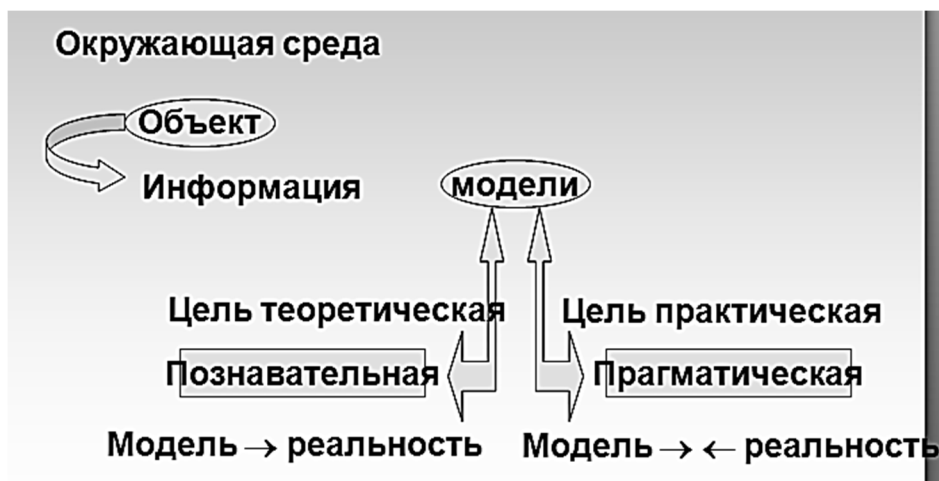 Окружающая среда
Объект
Информация
модели
Цель теоретическая
Цель практическая
Познавательная
Прагматическая
Модель → реальность
Модель → ← реальность